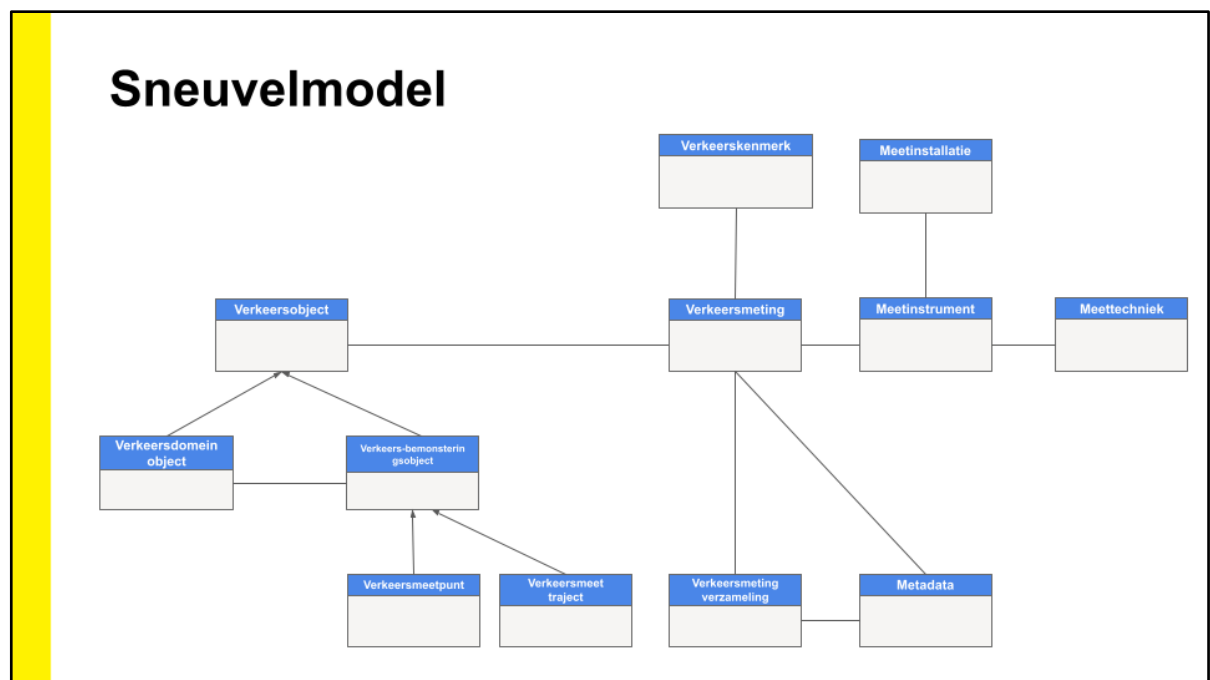 Sneuvelmodel
Verkeerskenmerk
Meetinstallatie
Verkeersobject
Verkeersmeting
Meetinstrument
Meettechniek
Verkeersdomein
object
Verkeers-bemonsterin
gsobject
Verkeersmeetpunt
Verkeersmeet
traject
Verkeersmeting
verzameling
Metadata